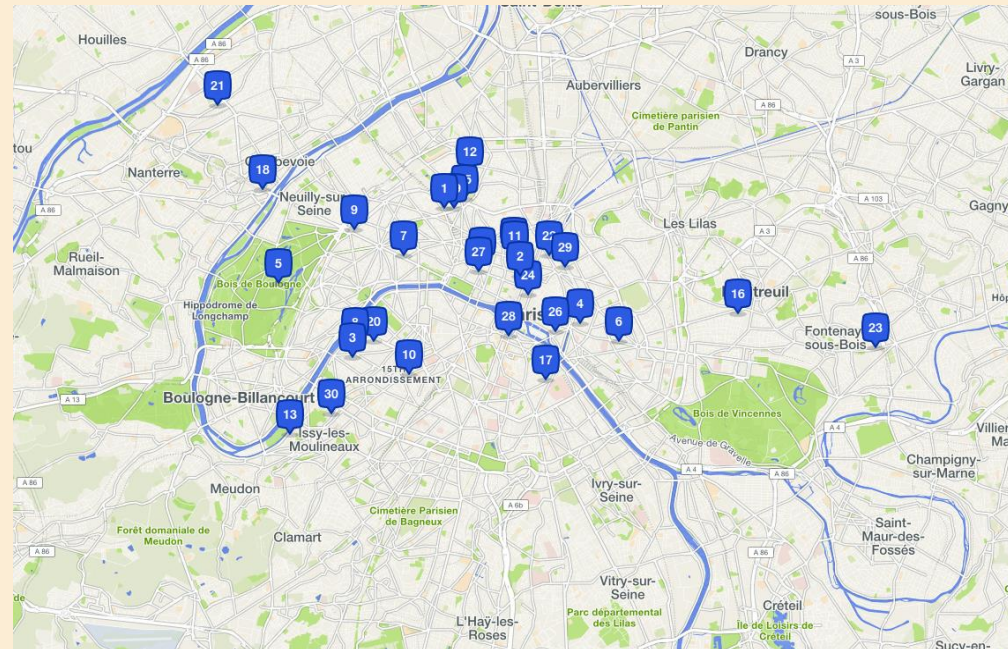 sous-Bois
Houilles
A 86
A 86
Drancy
A 3
Livry-
Gargan
21
Aubervilliers
A 86
Cimetière parisien
de Pantin
12
Nanterre
18
Neuilly-sur-
Seine
1
9
A 86
A 103
Les Lilas
7
11
22
29
A 3
27
2
Rueil-
Malmaison
A 86
5
Bois de Boulogne
24
16
Hippodrome de
Longchamp
4
26
28
8
20
6
23
Fontenay-
sous-Bois
3
10
17
15TH
ARRONDISSEMENT
A 13
Boulogne-Billancourt
30
13
Issy-les-
Moulineaux
Bois de Vincennes
A 4
Avenue de Gravelle
A 4
A 86
Champigny-
sur-Marne
A 86
Meudon
Ivry-sur-
Seine
A 6b
Cimetière Parisien
de Bagneux
Forêt domaniale de
Meudon
Clamart
Saint-
Maur-des-
Fossés
A 86
A 86
Vitry-sur-
Seine
Parc départemental
des Lilas
Créteil
L'Haÿ-les-
Roses
Île de Loisirs de
Créteil
Sucy-en-